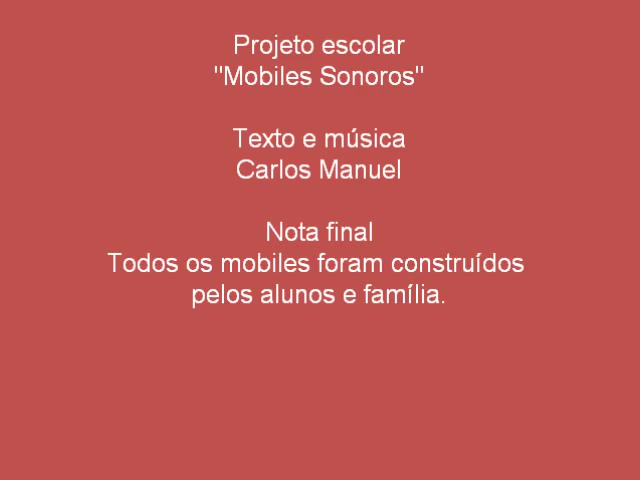 Projeto escolar
"Mobiles Sonoros"
Texto e música
Carlos Manuel
Nota final
Todos os mobiles foram construídos
pelos alunos e família.